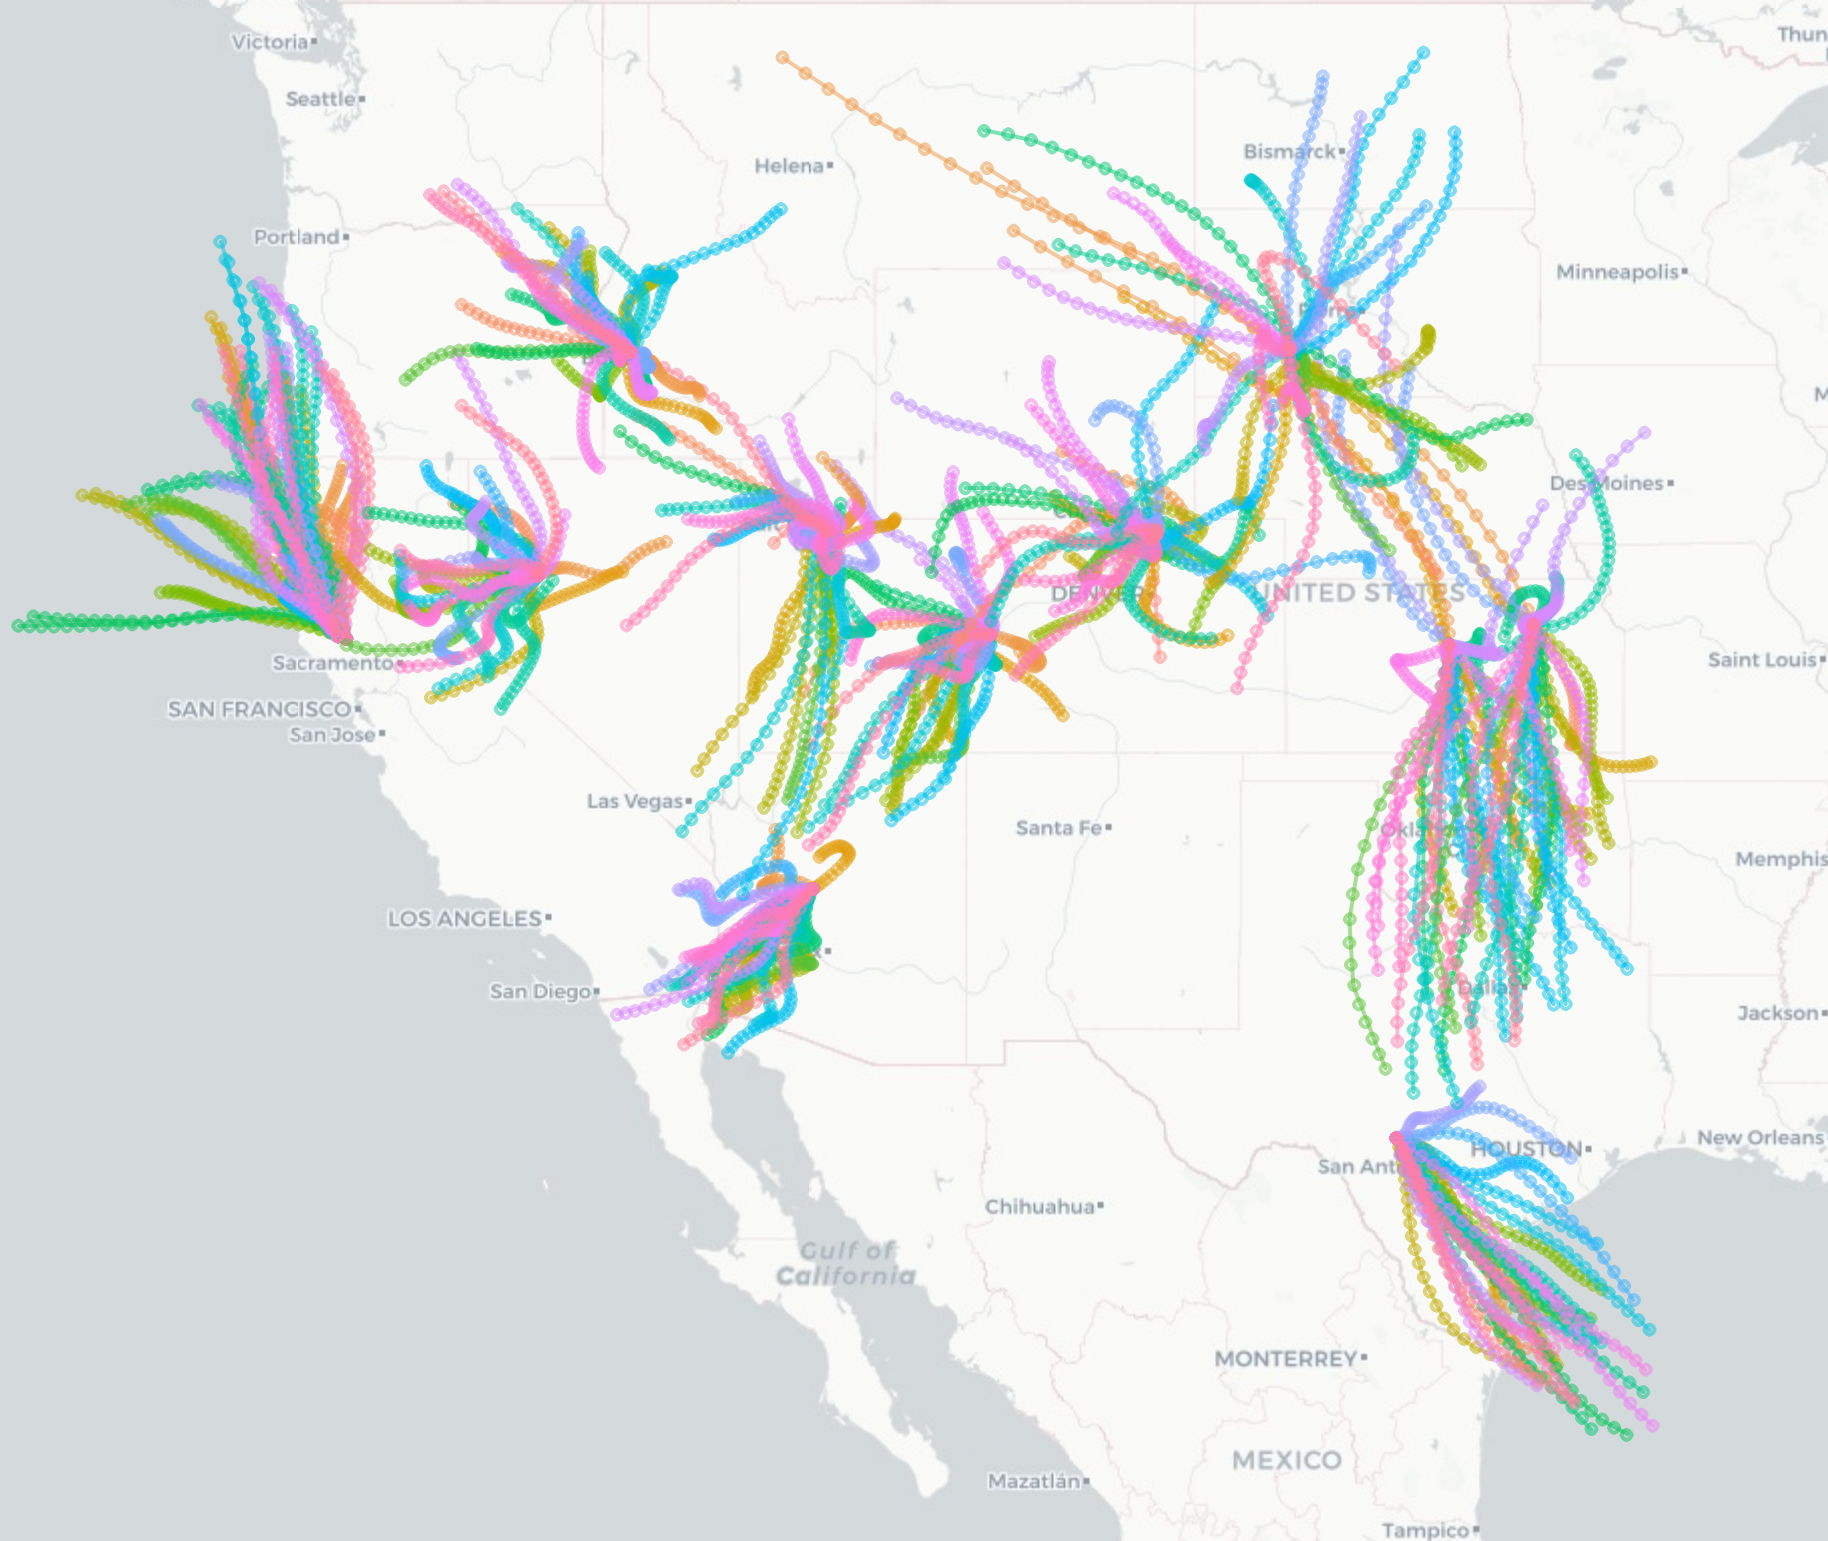 Victoria
Thun
Seattle
Helena
Bismarck
Portland
Minneapolis
Des Moines
DENVER
UNITED STATES
Sacramento
Saint Louis
SAN FRANCISCO
San Jose
Las Vegas
Santa Fe
Memphis
LOS ANGELES
San Diego
Dallas
Jackson
New Orleans
HOUSTON
San Ant
Chihuahua
Gulf of
California
MONTERREY
MEXICO
Mazatlán
Tampico